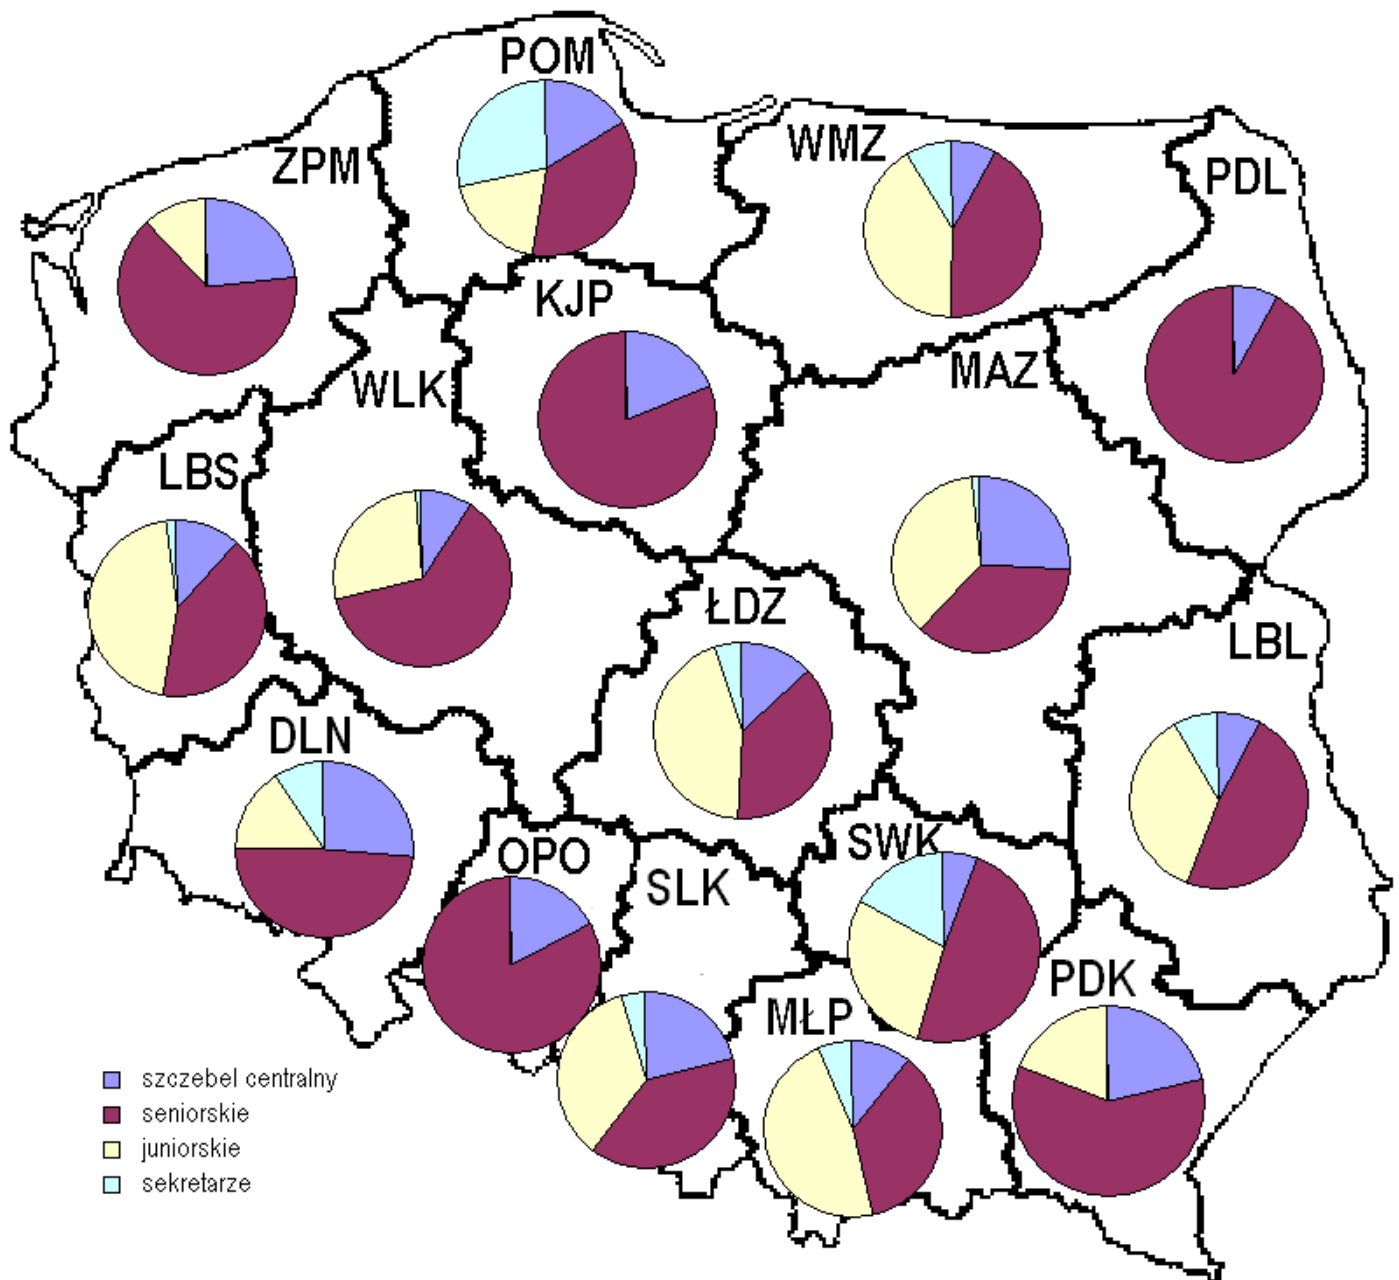 POM
WMZ
ZPM
PDL
KJP
MAZ
WLK
LBS
ŁDZ
LBL
DLN
OPO
SWK
SLK
PDK
MŁP
szczebel centralny
seniorskie
juniorskie
sekretarze